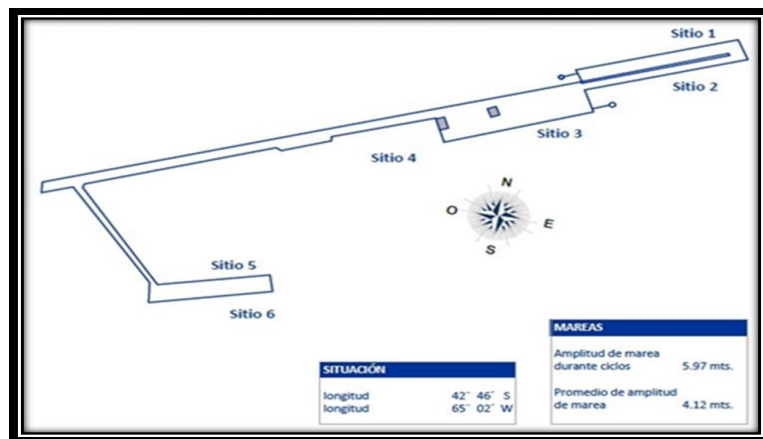 Sitio 1
Sitio 2
Sitio 3
Sitio 4
N
O
E
S
Sitio 5
Sitio 6
SITUACIÓN
longitud 42¨ 46´ S
longitud 65¨ 02´ W
MAREAS
Amplitud de marea
durante ciclos 5.97 mts.
Promedio de amplitud
de marea 4.12 mts.